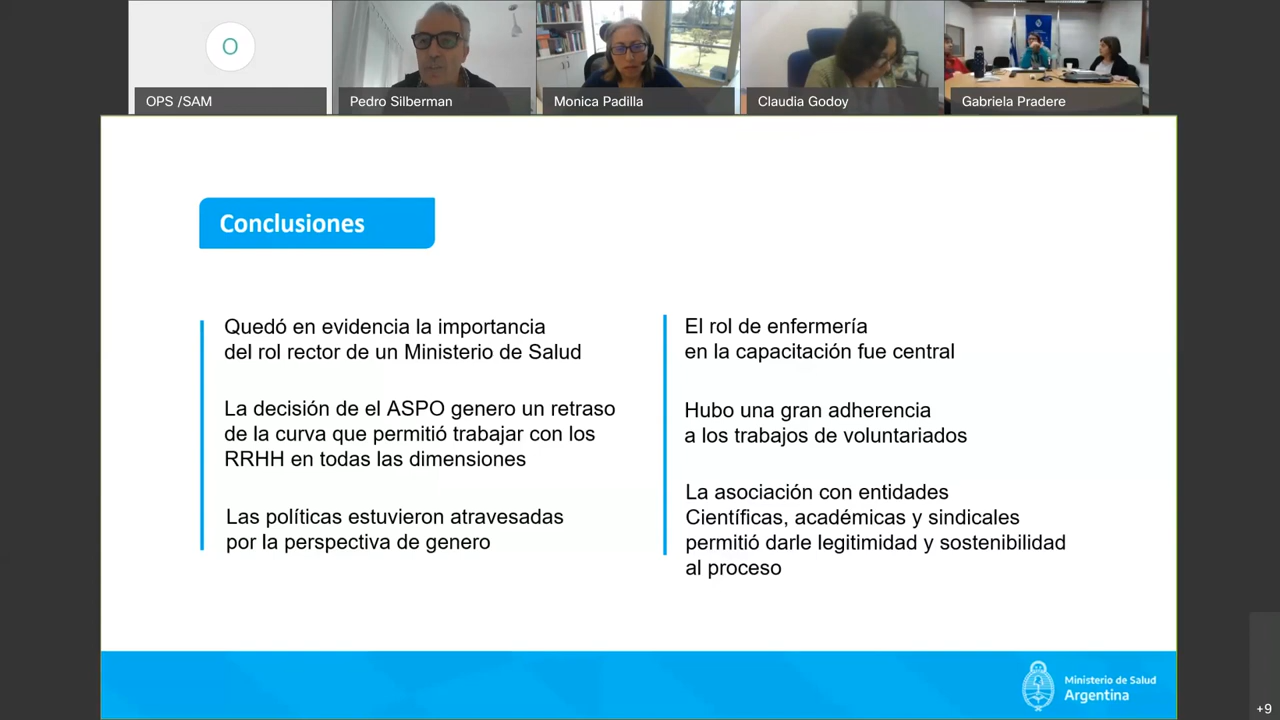 O
OPS /SAM
Pedro Silberman
Monica Padilla
Claudia Godoy
Gabriela Pradere
Conclusiones
Quedó en evidencia la importancia
del rol rector de un Ministerio de Salud
La decisión de el ASPO genero un retraso
de la curva que permitió trabajar con los
RRHH en todas las dimensiones
Las políticas estuvieron atravesadas
por la perspectiva de genero
El rol de enfermería
en la capacitación fue central
Hubo una gran adherencia
a los trabajos de voluntariados
La asociación con entidades
Científicas, académicas y sindicales
permitió darle legitimidad y sostenibilidad
al proceso
Ministerio de Salud
Argentina
+9